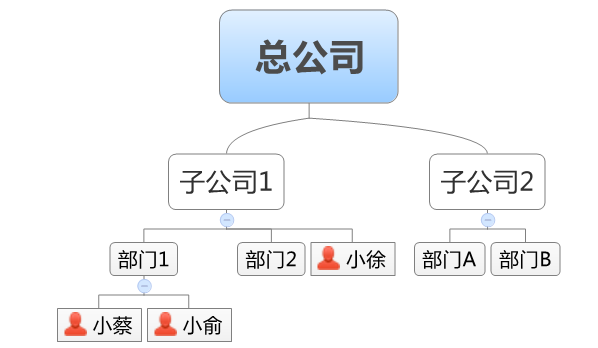 总公司
子公司1
子公司2
部门1
部门2
小徐
部门A
部门B
小蔡
小俞